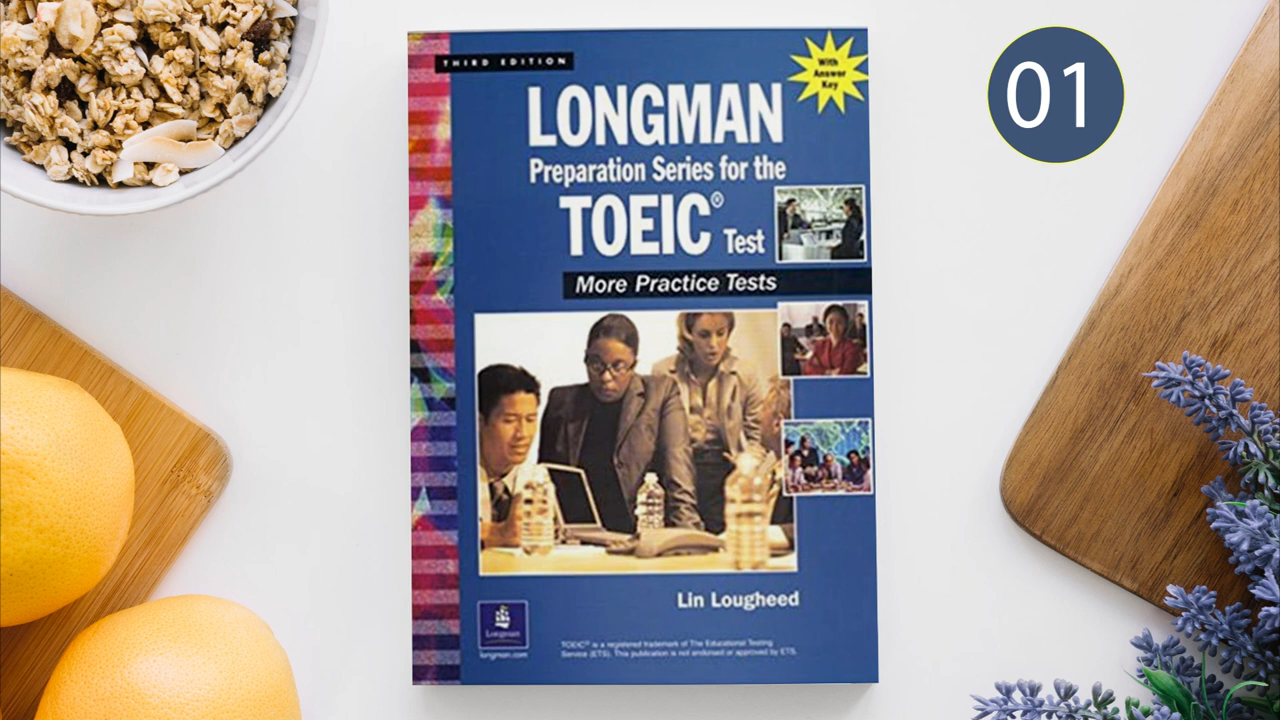 THIRD EDITION
With
Answer
Key
LONGMAN
Preparation Series for the
TOEIC® Test
More Practice Tests
Lin Lougheed
Longman
longman.com
TOEIC® is a registered trademark of The Educational Testing
Service (ETS). This publication is not endorsed or approved by ETS.
01